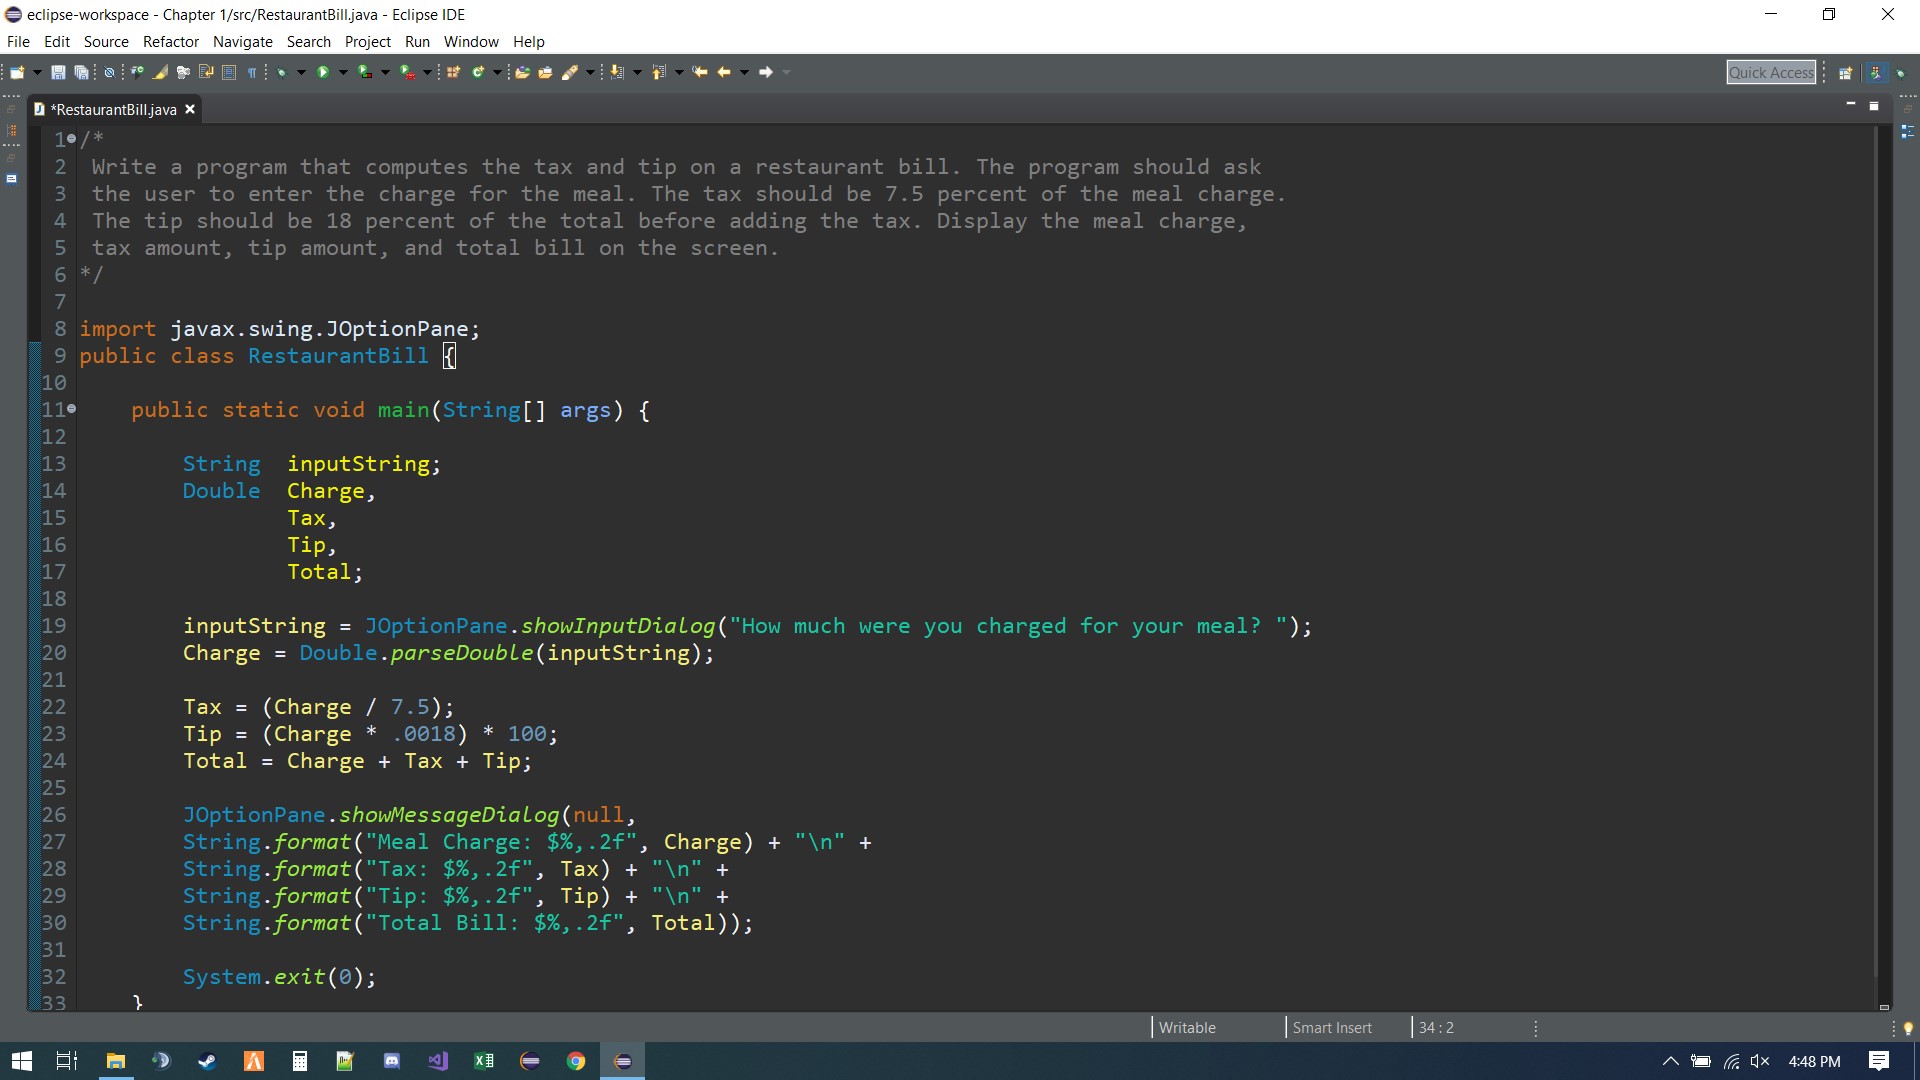 eclipse-workspace - Chapter 1/src/RestaurantBill.java - Eclipse IDE
File Edit Source Refactor Navigate Search Project Run Window Help
Quick Access
*RestaurantBill.java
1 /*
2 Write a program that computes the tax and tip on a restaurant bill. The program should ask
3 the user to enter the charge for the meal. The tax should be 7.5 percent of the meal charge.
4 The tip should be 18 percent of the total before adding the tax. Display the meal charge,
5 tax amount, tip amount, and total bill on the screen.
6 */
7
8 import javax.swing.JOptionPane;
9 public class RestaurantBill {
10
11 public static void main(String[] args) {
12
13 String inputString;
14 Double Charge,
15 Tax,
16 Tip,
17 Total;
18
19 inputString = JOptionPane.showInputDialog("How much were you charged for your meal? ");
20 Charge = Double.parseDouble(inputString);
21
22 Tax = (Charge / 7.5);
23 Tip = (Charge * .0018) * 100;
24 Total = Charge + Tax + Tip;
25
26 JOptionPane.showMessageDialog(null,
27 String.format("Meal Charge: $%,.2f", Charge) + "\n" +
28 String.format("Tax: $%,.2f", Tax) + "\n" +
29 String.format("Tip: $%,.2f", Tip) + "\n" +
30 String.format("Total Bill: $%,.2f", Total));
31
32 System.exit(0);
33 }
Writable Smart Insert 34 : 2
4:48 PM